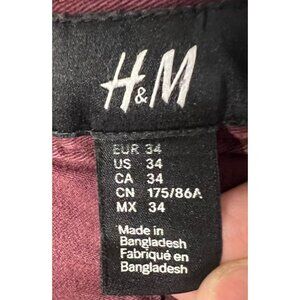 H&M
EUR 34
US 34
CA 34
CN 175/86A
MX 34
Made in
Bangladesh
Fabriqué en
Bangladesh